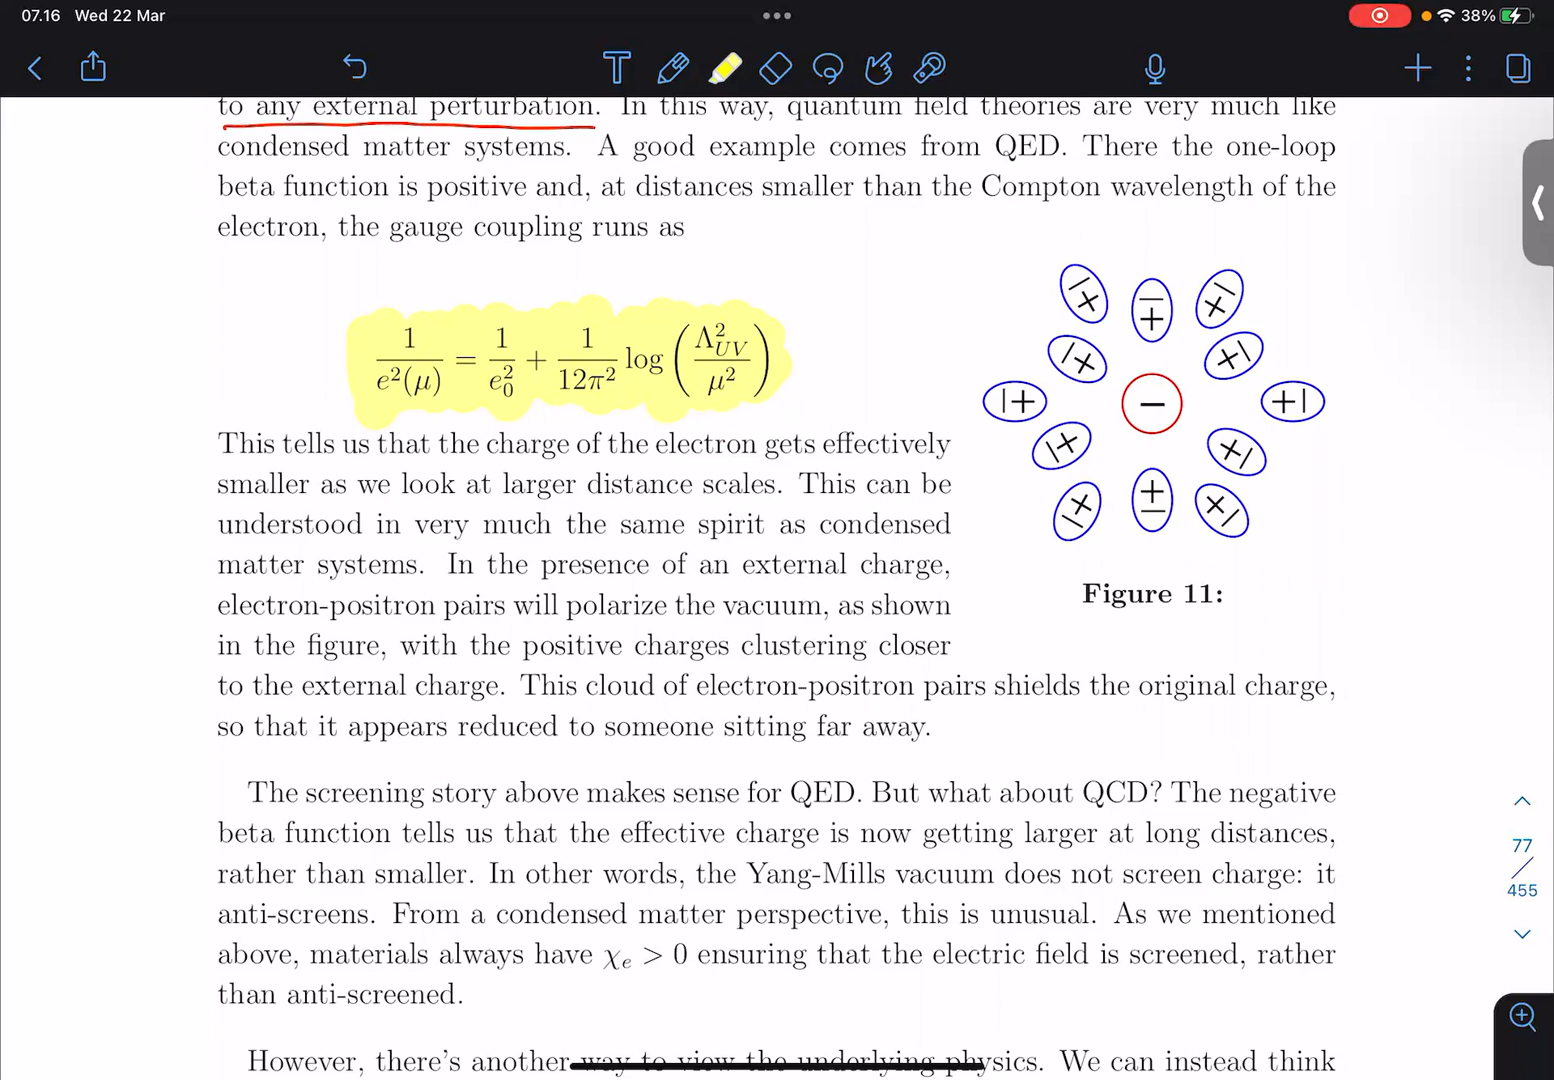 07.16 Wed 22 Mar
38%
to any external perturbation. In this way, quantum field theories are very much like
condensed matter systems. A good example comes from QED. There the one-loop
beta function is positive and, at distances smaller than the Compton wavelength of the
electron, the gauge coupling runs as
1/e²(μ) = 1/e₀² + 1/12π² log (Λ²_UV/μ²)
This tells us that the charge of the electron gets effectively
smaller as we look at larger distance scales. This can be
understood in very much the same spirit as condensed
matter systems. In the presence of an external charge,
electron-positron pairs will polarize the vacuum, as shown
in the figure, with the positive charges clustering closer
Figure 11:
to the external charge. This cloud of electron-positron pairs shields the original charge,
so that it appears reduced to someone sitting far away.
The screening story above makes sense for QED. But what about QCD? The negative
beta function tells us that the effective charge is now getting larger at long distances,
rather than smaller. In other words, the Yang-Mills vacuum does not screen charge: it
anti-screens. From a condensed matter perspective, this is unusual. As we mentioned
above, materials always have χₑ > 0 ensuring that the electric field is screened, rather
than anti-screened.
However, there's another way to view the underlying physics. We can instead think
77
455